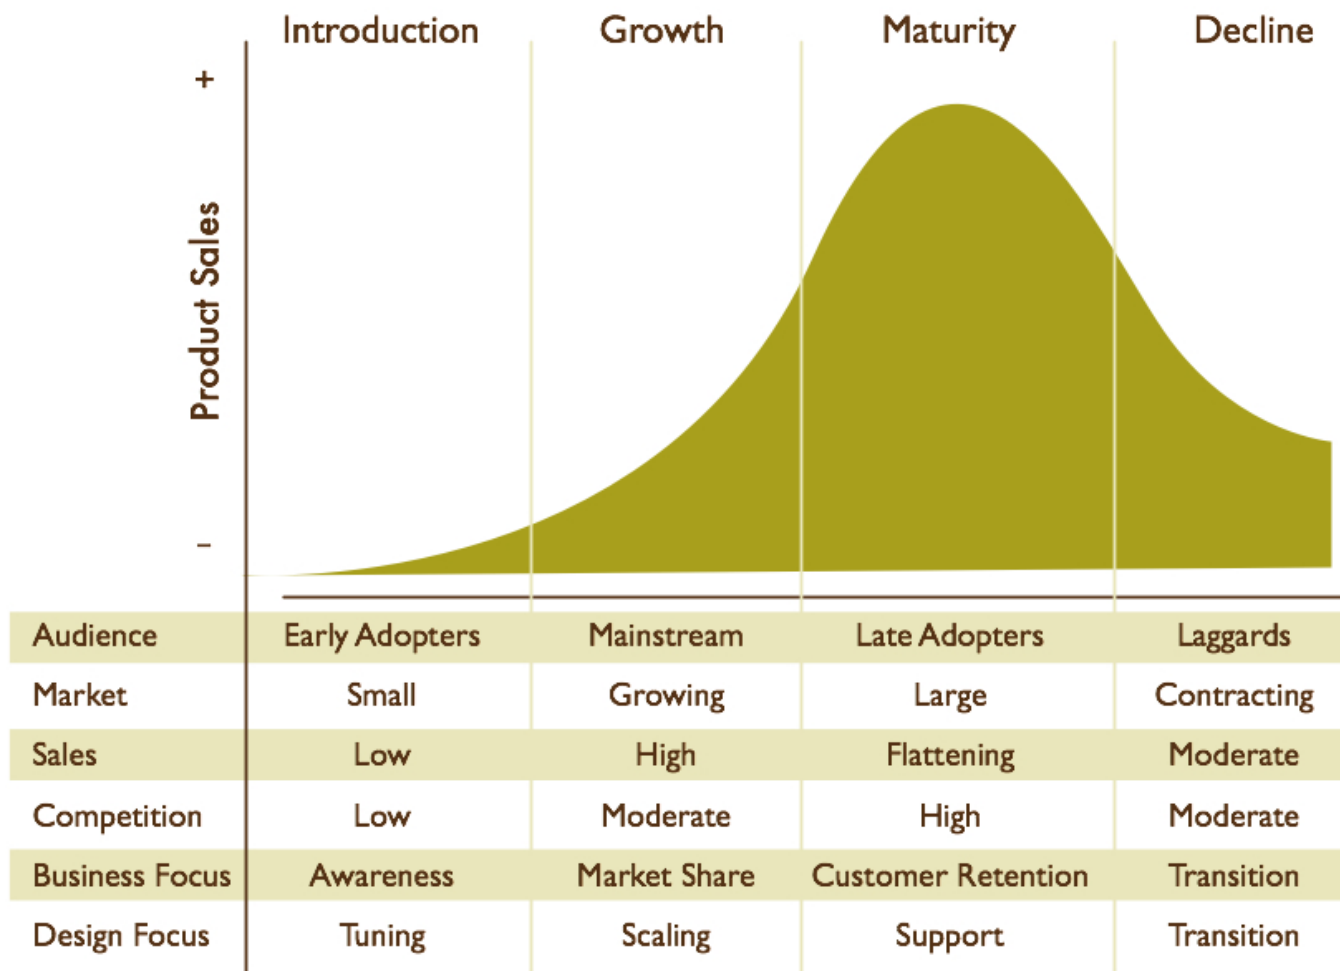 Introduction Growth Maturity Decline
+
Product Sales
–
Audience Early Adopters Mainstream Late Adopters Laggards
Market Small Growing Large Contracting
Sales Low High Flattening Moderate
Competition Low Moderate High Moderate
Business Focus Awareness Market Share Customer Retention Transition
Design Focus Tuning Scaling Support Transition